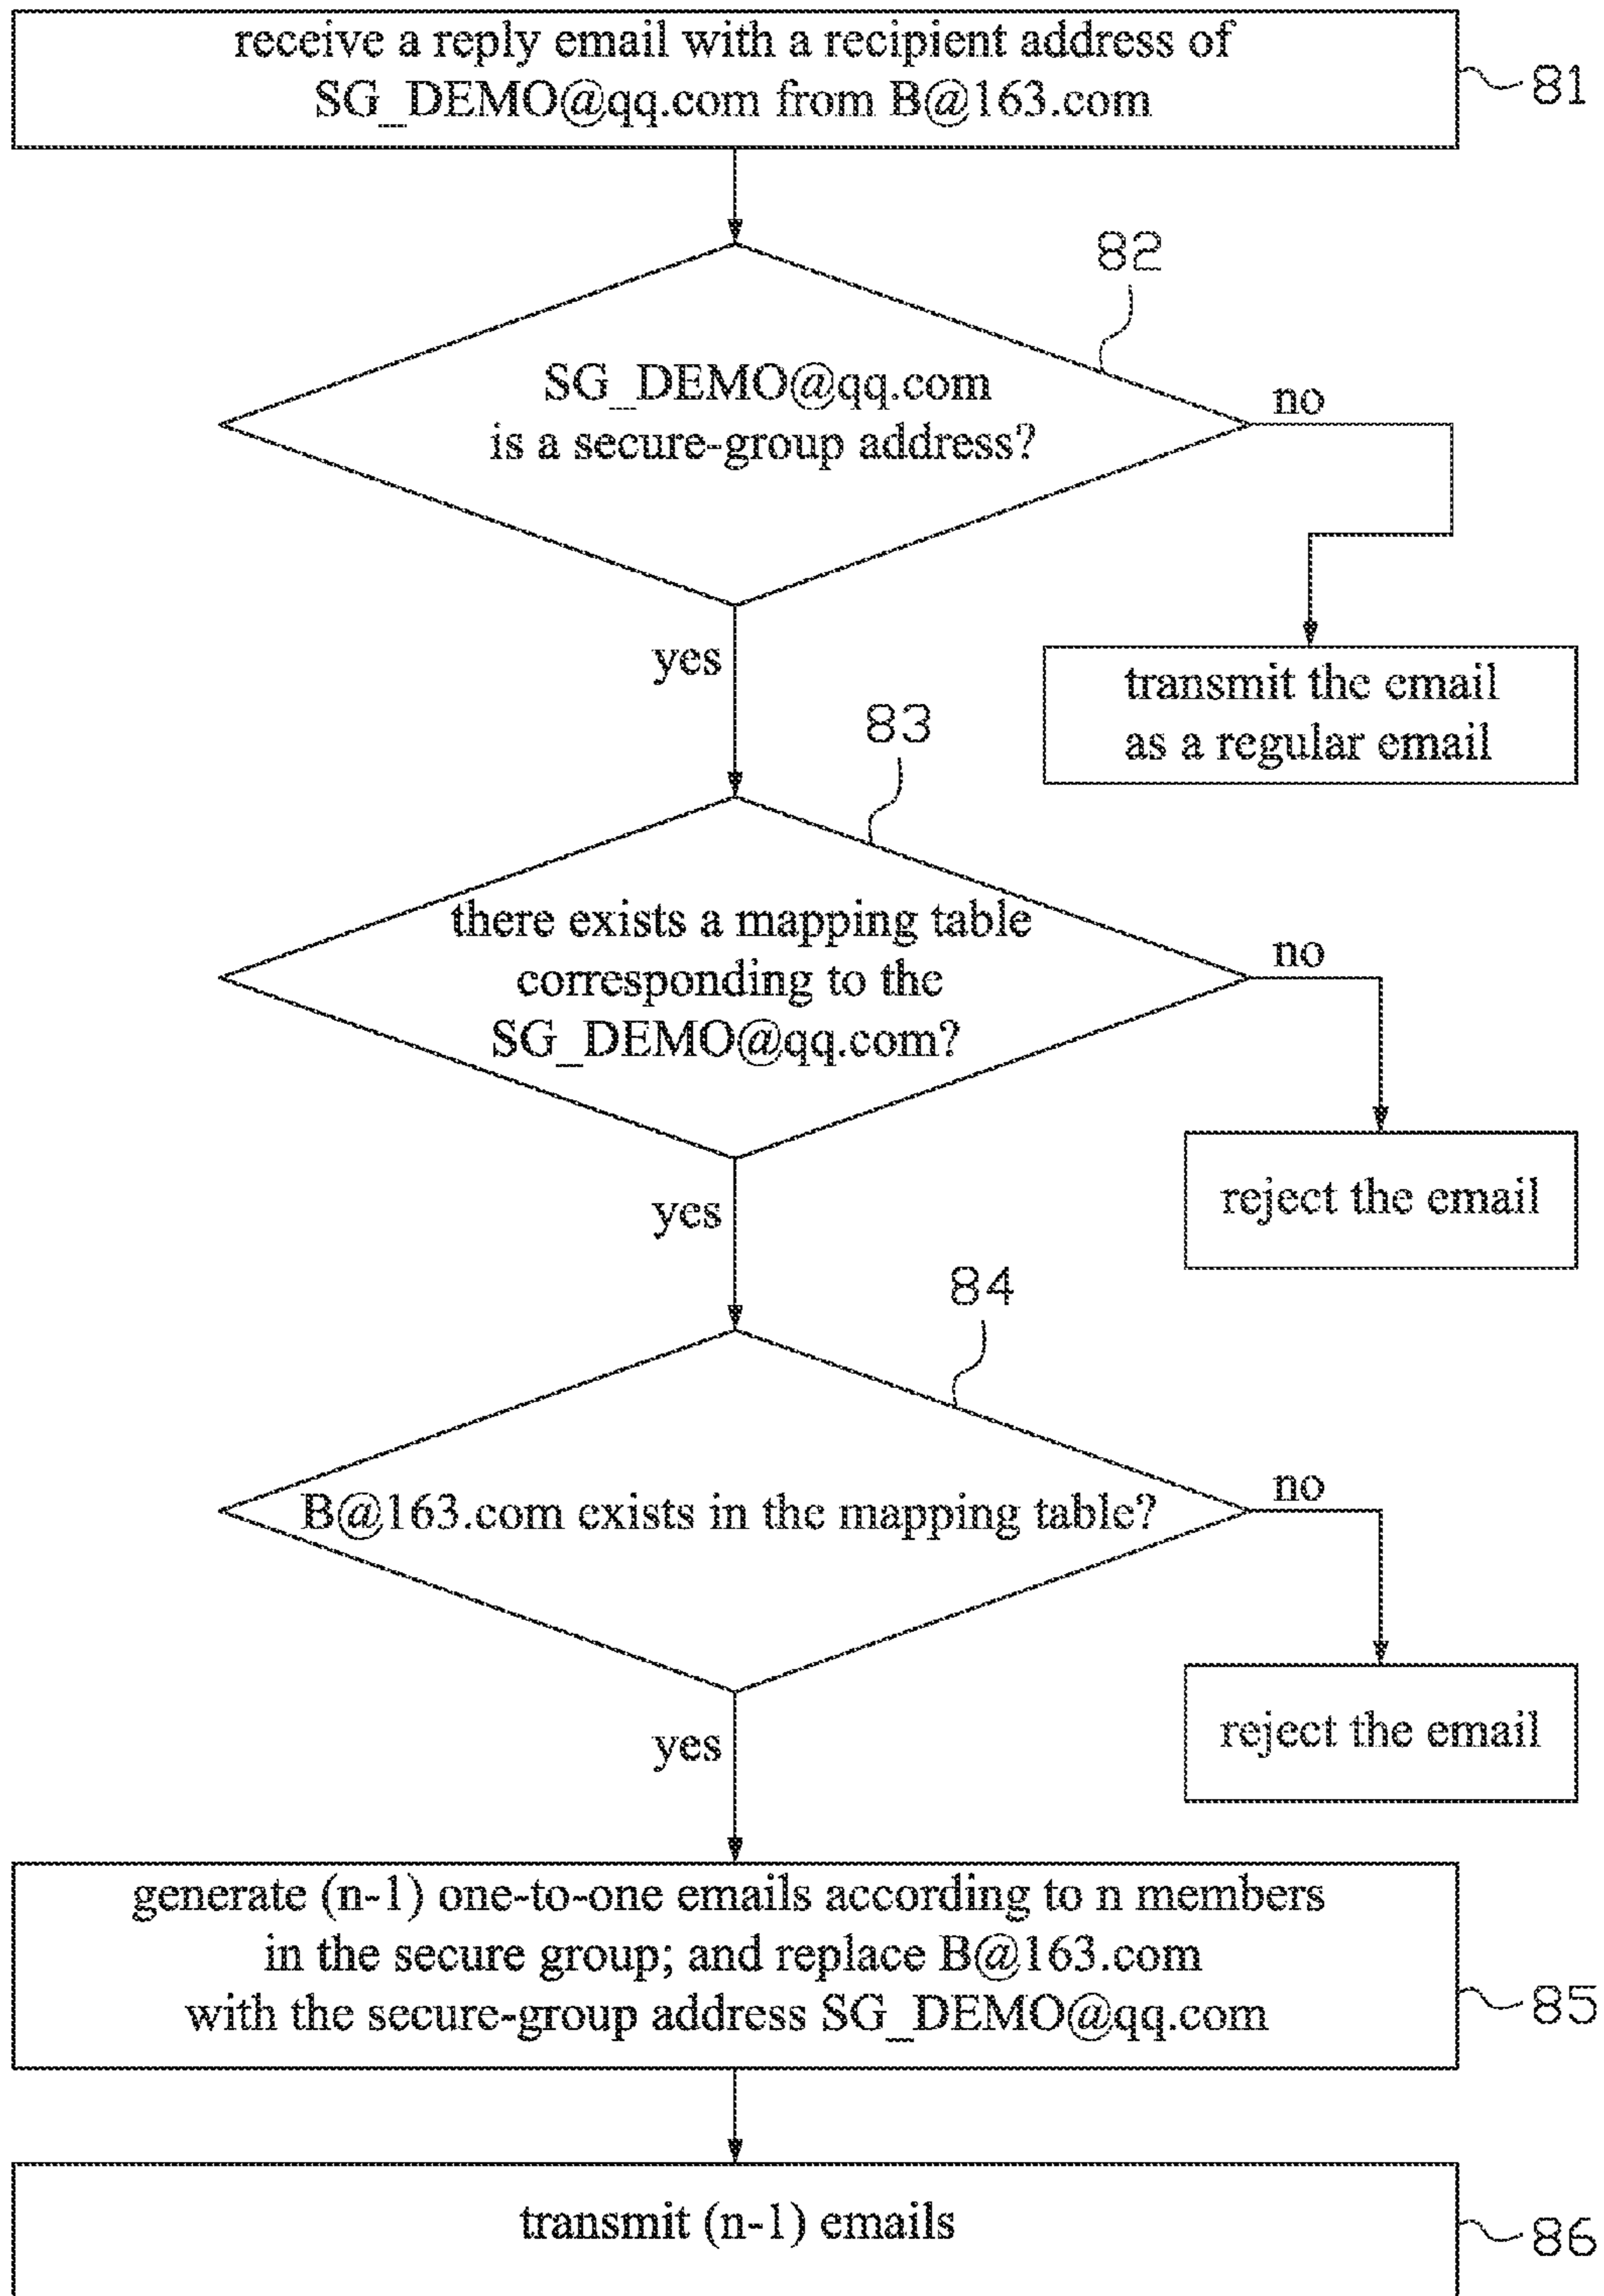 receive a reply email with a recipient address of
SG_DEMO@qq.com from B@163.com
81
82
SG_DEMO@qq.com
is a secure-group address?
no
yes
transmit the email
as a regular email
83
there exists a mapping table
corresponding to the
SG_DEMO@qq.com?
no
yes
reject the email
84
B@163.com exists in the mapping table?
no
yes
reject the email
generate (n-1) one-to-one emails according to n members
in the secure group; and replace B@163.com
with the secure-group address SG_DEMO@qq.com
85
transmit (n-1) emails
86